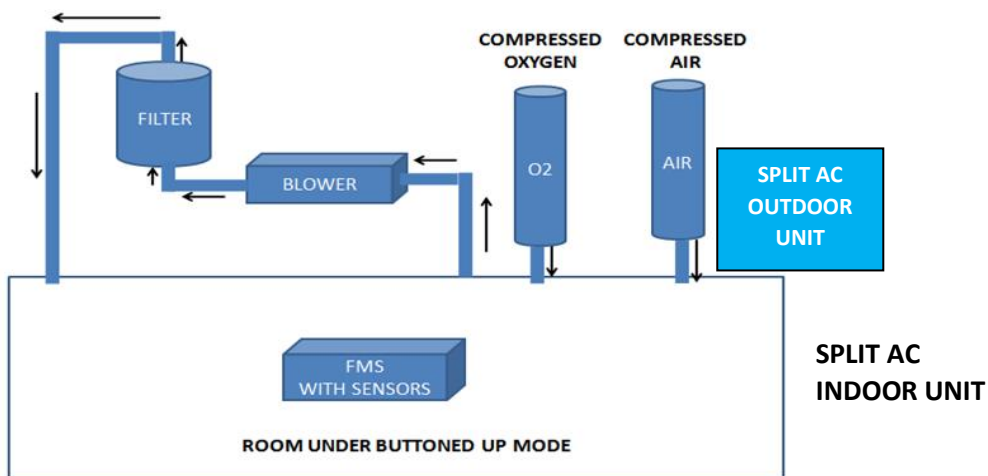 COMPRESSED
OXYGEN
COMPRESSED
AIR
FILTER
BLOWER
O2
AIR
SPLIT AC
OUTDOOR
UNIT
FMS
WITH SENSORS
SPLIT AC
INDOOR UNIT
ROOM UNDER BUTTONED UP MODE